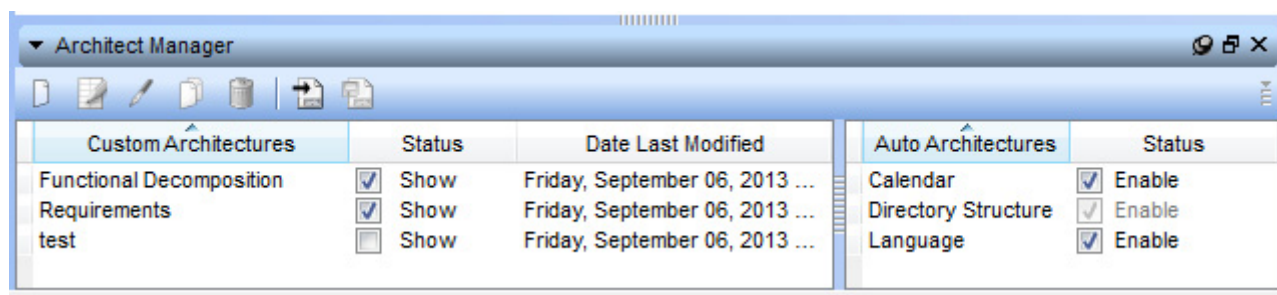 Architect Manager
Custom Architectures Status Date Last Modified Auto Architectures Status
Functional Decomposition Show Friday, September 06, 2013 ... Calendar Enable
Requirements Show Friday, September 06, 2013 ... Directory Structure Enable
test Show Friday, September 06, 2013 ... Language Enable